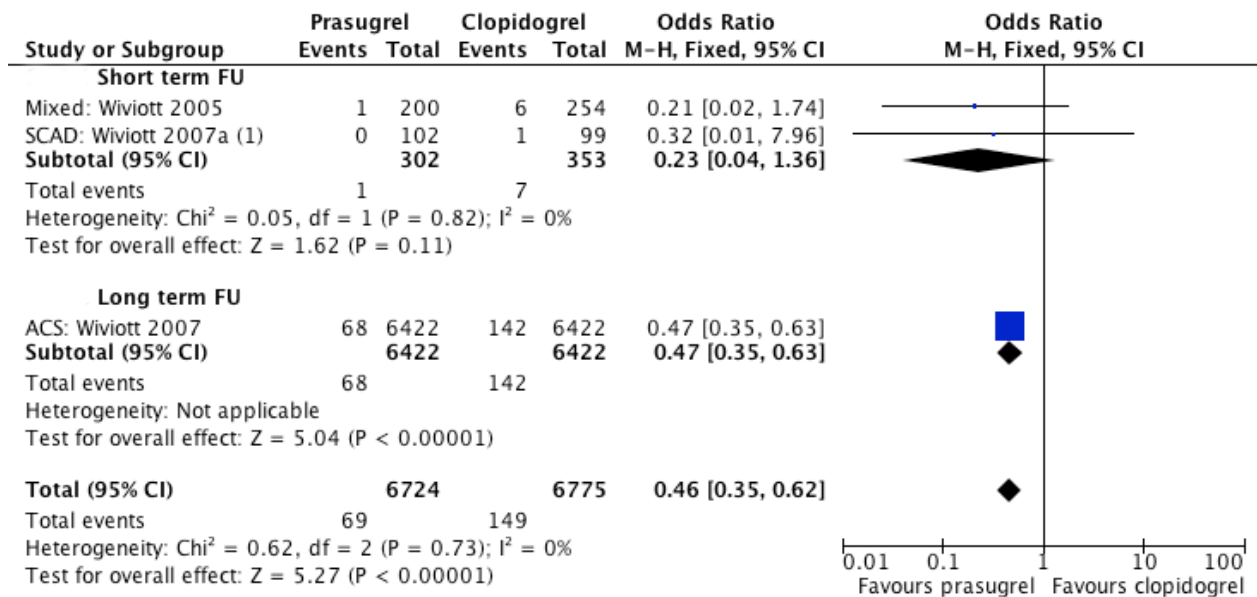 Prasugrel Clopidogrel Odds Ratio Odds Ratio
Study or Subgroup Events Total Events Total M-H, Fixed, 95% CI M-H, Fixed, 95% CI
Short term FU
Mixed: Wiviott 2005 1 200 6 254 0.21 [0.02, 1.74]
SCAD: Wiviott 2007a (1) 0 102 1 99 0.32 [0.01, 7.96]
Subtotal (95% CI) 302 353 0.23 [0.04, 1.36]
Total events 1 7
Heterogeneity: Chi² = 0.05, df = 1 (P = 0.82); I² = 0%
Test for overall effect: Z = 1.62 (P = 0.11)
Long term FU
ACS: Wiviott 2007 68 6422 142 6422 0.47 [0.35, 0.63]
Subtotal (95% CI) 6422 6422 0.47 [0.35, 0.63]
Total events 68 142
Heterogeneity: Not applicable
Test for overall effect: Z = 5.04 (P < 0.00001)
Total (95% CI) 6724 6775 0.46 [0.35, 0.62]
Total events 69 149
Heterogeneity: Chi² = 0.62, df = 2 (P = 0.73); I² = 0%
Test for overall effect: Z = 5.27 (P < 0.00001)
0.01 0.1 1 10 100
Favours prasugrel Favours clopidogrel